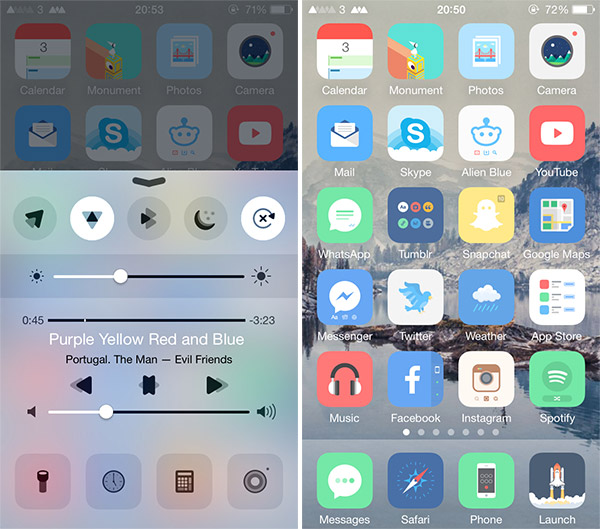 3 20:53 71%
3
Calendar Monument Photos Camera
0:45 -3:23
Purple Yellow Red and Blue
Portugal. The Man — Evil Friends
3 20:50 72%
3
Calendar Monument Photos Camera
Mail Skype Alien Blue YouTube
WhatsApp Tumblr Snapchat Google Maps
Messenger Twitter Weather App Store
Music Facebook Instagram Spotify
Messages Safari Phone Launch